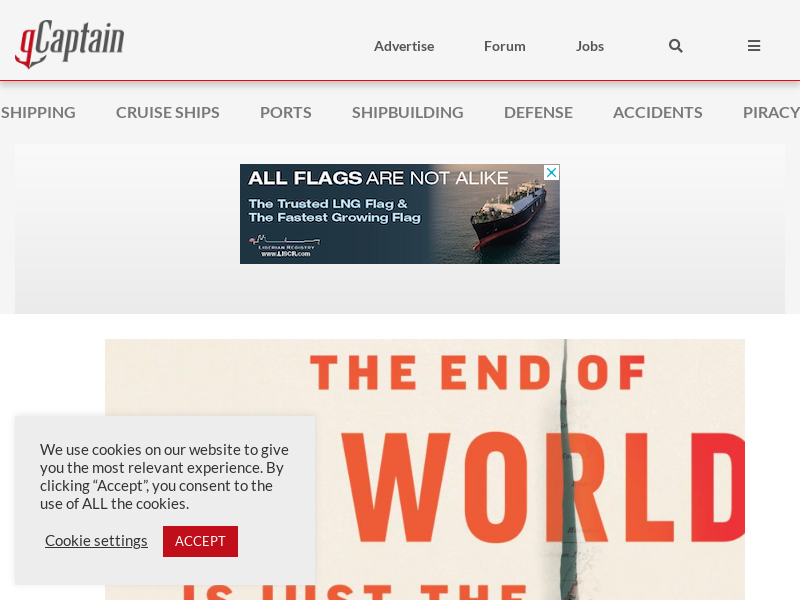 gCaptain
Advertise
Forum
Jobs
SHIPPING
CRUISE SHIPS
PORTS
SHIPBUILDING
DEFENSE
ACCIDENTS
PIRACY
ALL FLAGS ARE NOT ALIKE
The Trusted LNG Flag &
The Fastest Growing Flag
LIBERIAN REGISTRY
www.LISCR.com
THE END OF
WORLD
IS JUST THE
We use cookies on our website to give
you the most relevant experience. By
clicking “Accept”, you consent to the
use of ALL the cookies.
Cookie settings
ACCEPT